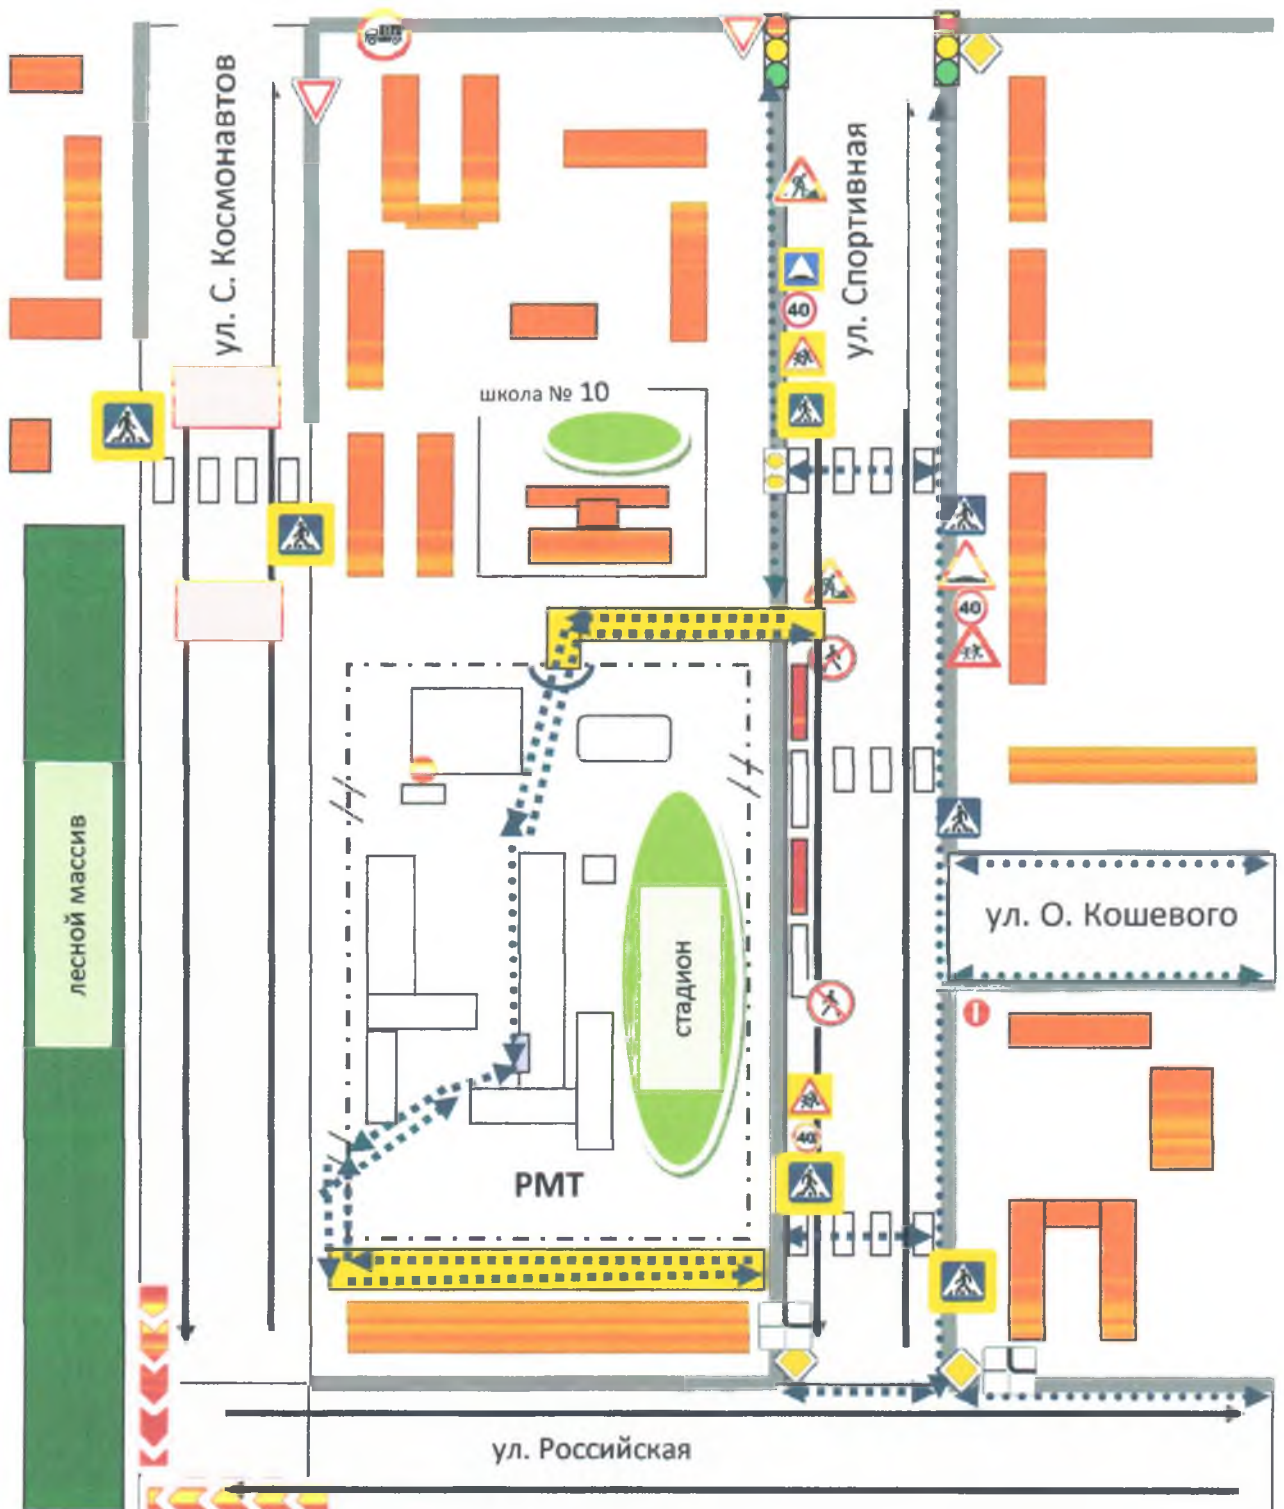 ул. С. Космонавтов
ул. Спортивная
40
школа № 10
40
лесной массив
стадион
ул. О. Кошевого
40
РМТ
ул. Российская